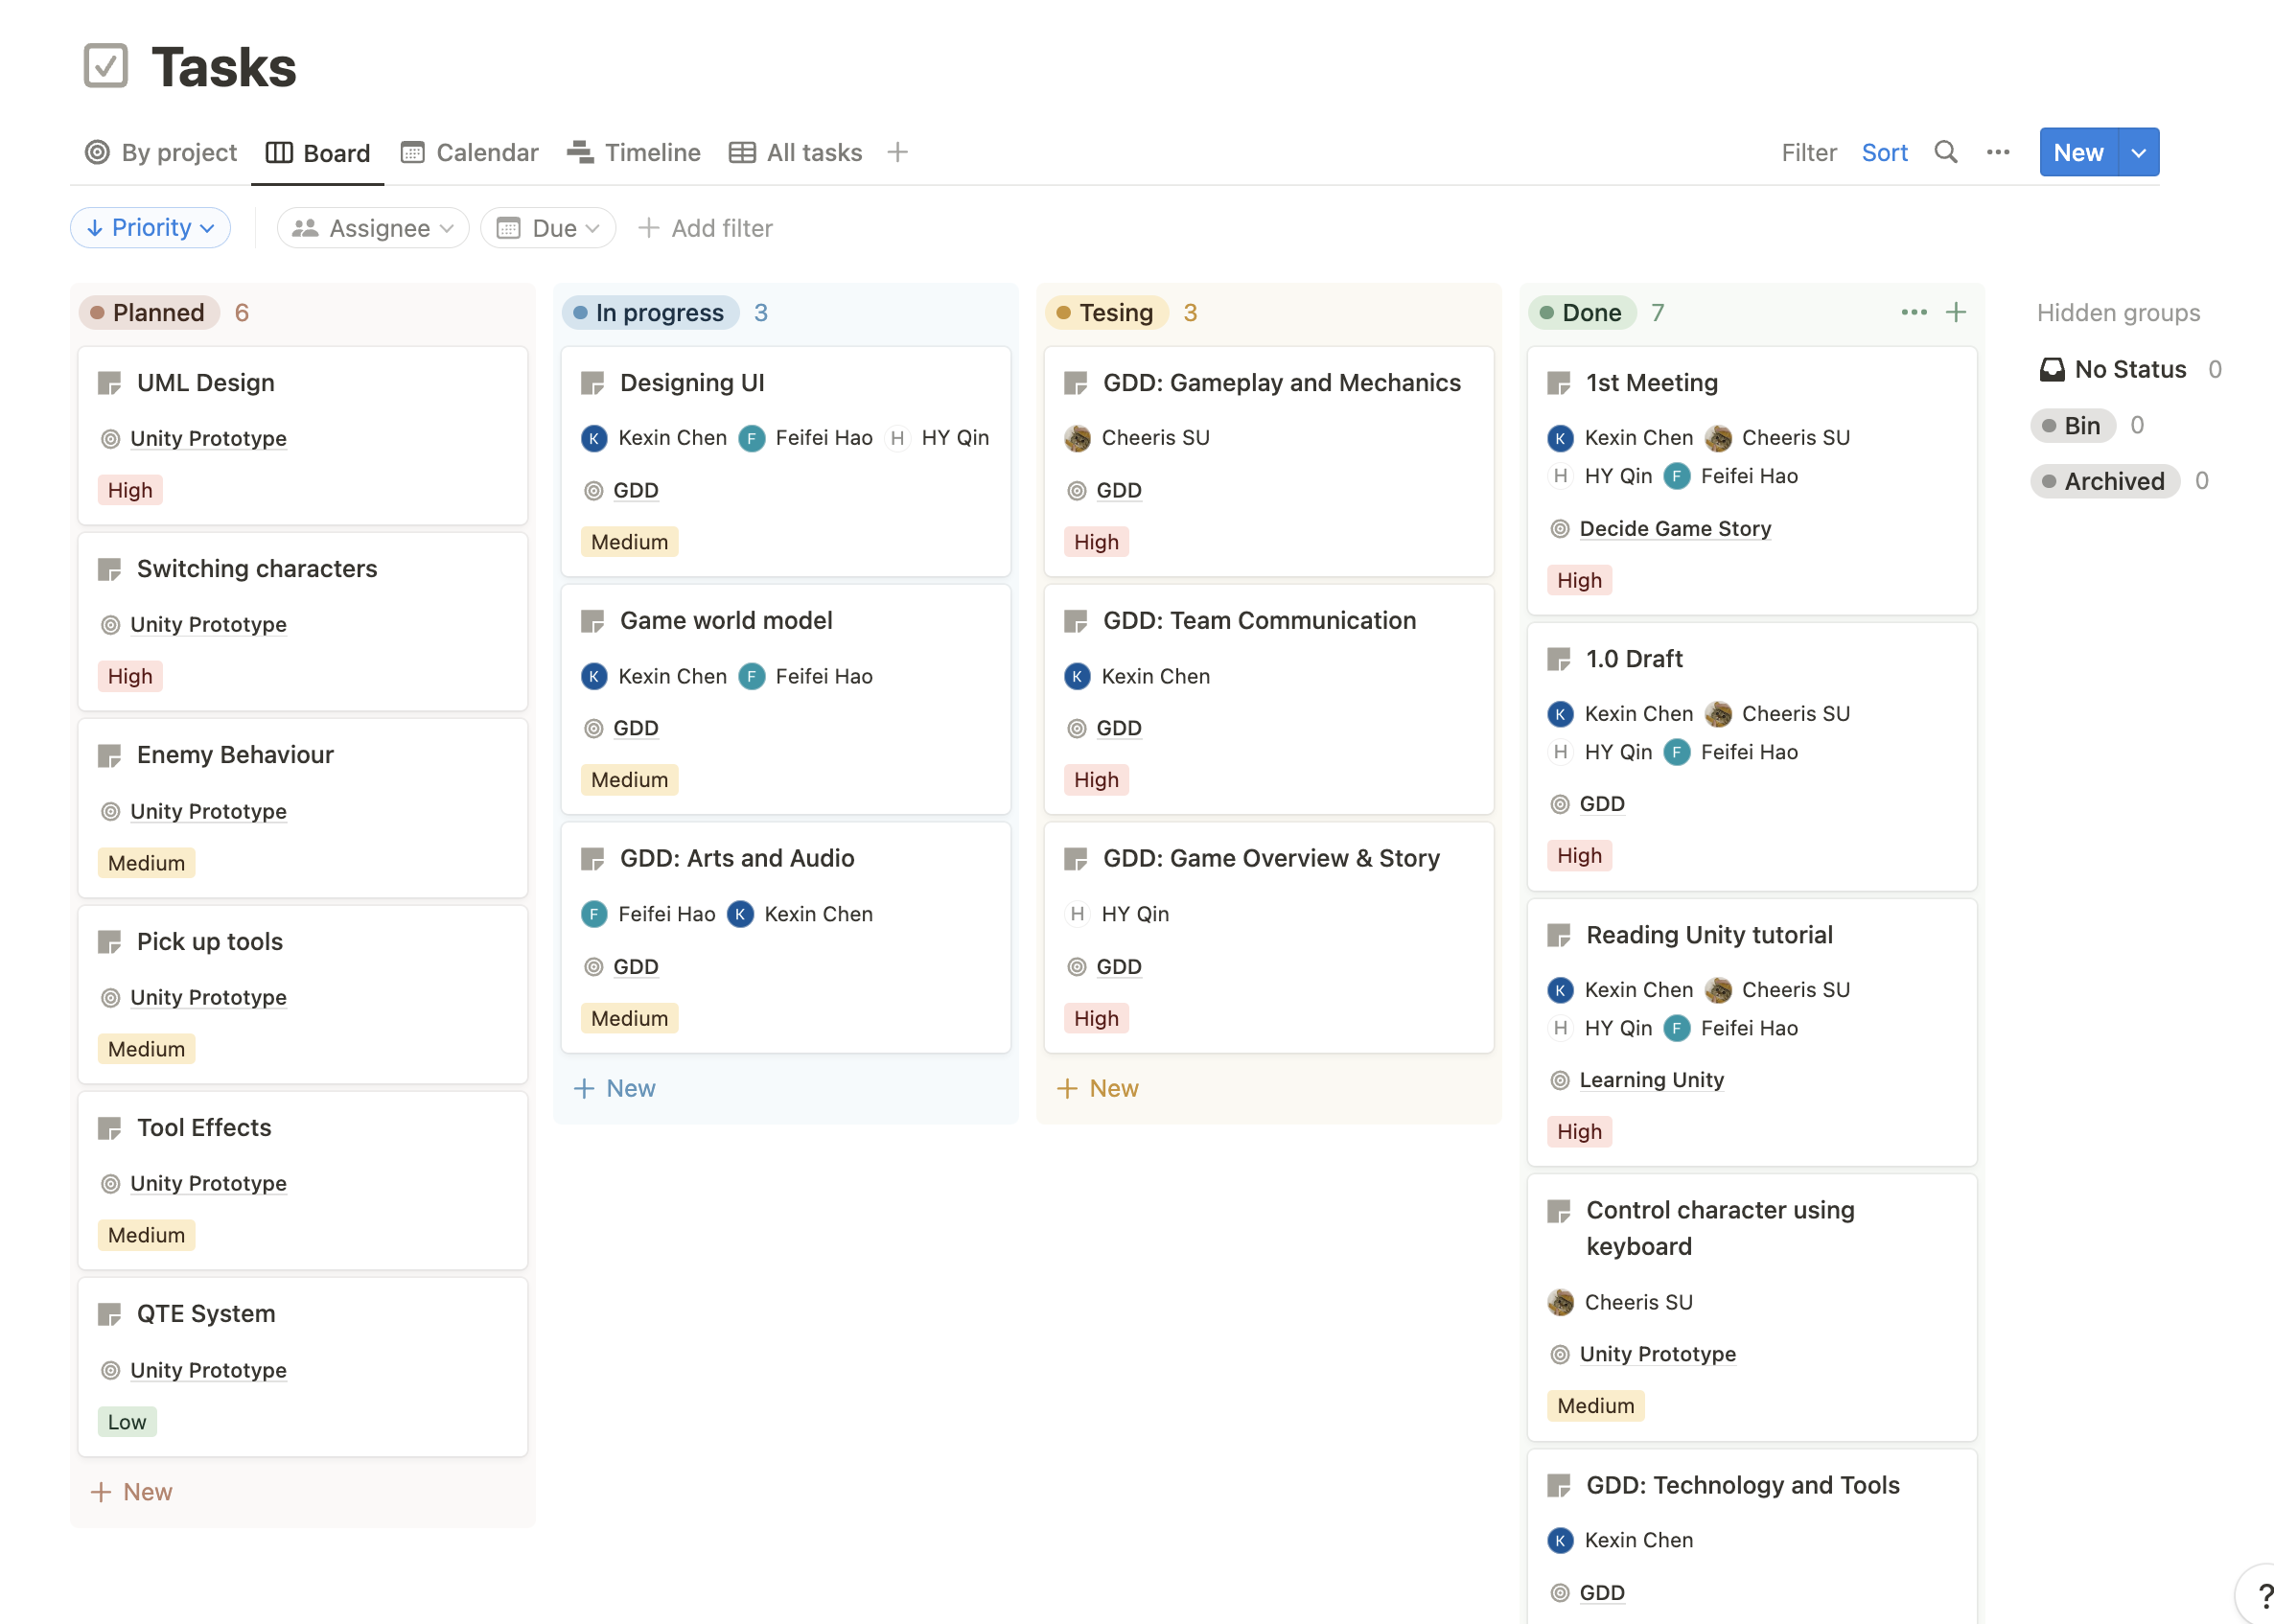 Tasks
By project Board Calendar Timeline All tasks
Filter Sort New
Priority Assignee Due Add filter
Planned 6
UML Design
Unity Prototype
High
Switching characters
Unity Prototype
High
Enemy Behaviour
Unity Prototype
Medium
Pick up tools
Unity Prototype
Medium
Tool Effects
Unity Prototype
Medium
QTE System
Unity Prototype
Low
+ New
In progress 3
Designing UI
K Kexin Chen F Feifei Hao H HY Qin
GDD
Medium
Game world model
K Kexin Chen F Feifei Hao
GDD
Medium
GDD: Arts and Audio
F Feifei Hao K Kexin Chen
GDD
Medium
+ New
Tesing 3
GDD: Gameplay and Mechanics
Cheeris SU
GDD
High
GDD: Team Communication
K Kexin Chen
GDD
High
GDD: Game Overview & Story
H HY Qin
GDD
High
+ New
Done 7
1st Meeting
K Kexin Chen Cheeris SU
H HY Qin F Feifei Hao
Decide Game Story
High
1.0 Draft
K Kexin Chen Cheeris SU
H HY Qin F Feifei Hao
GDD
High
Reading Unity tutorial
K Kexin Chen Cheeris SU
H HY Qin F Feifei Hao
Learning Unity
High
Control character using
keyboard
Cheeris SU
Unity Prototype
Medium
GDD: Technology and Tools
K Kexin Chen
GDD
Hidden groups
No Status 0
Bin 0
Archived 0
?